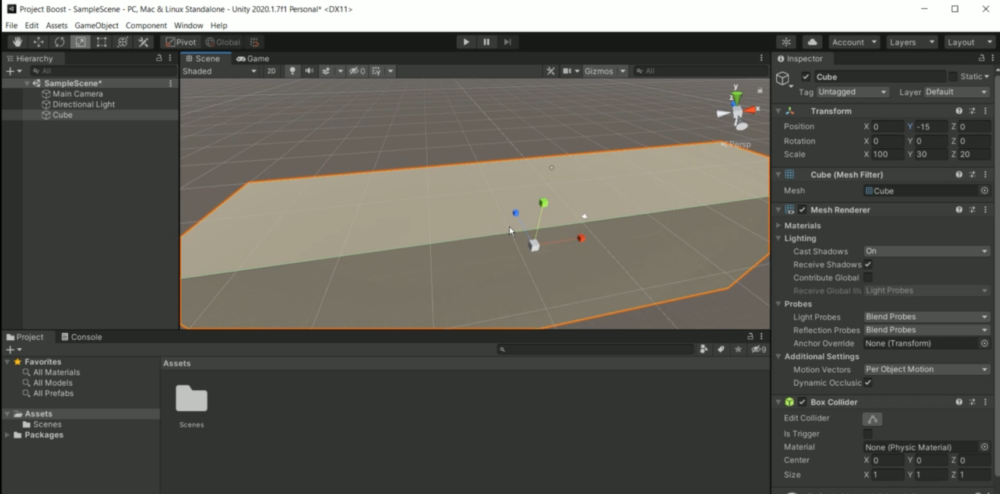 Project Boost - SampleScene - PC, Mac & Linux Standalone - Unity 2020.1.7f1 Personal* <DX11>
File Edit Assets GameObject Component Window Help
Pivot Global Account Layers Layout
Hierarchy
All
SampleScene*
Main Camera
Directional Light
Cube
Scene Game
Shaded 2D 0 Gizmos All
y
z
x
Persp
Inspector
Cube Static
Tag Untagged Layer Default
Transform
Position X 0 Y -15 Z 0
Rotation X 0 Y 0 Z 0
Scale X 100 Y 30 Z 20
Cube (Mesh Filter)
Mesh Cube
Mesh Renderer
Materials
Lighting
Cast Shadows On
Receive Shadows
Contribute Global
Receive Global Illu Light Probes
Probes
Light Probes Blend Probes
Reflection Probes Blend Probes
Anchor Override None (Transform)
Additional Settings
Motion Vectors Per Object Motion
Dynamic Occlusic
Box Collider
Edit Collider
Is Trigger
Material None (Physic Material)
Center X 0 Y 0 Z 0
Size X 1 Y 1 Z 1
Project Console
9
Favorites
All Materials
All Models
All Prefabs
Assets
Scenes
Packages
Assets
Scenes